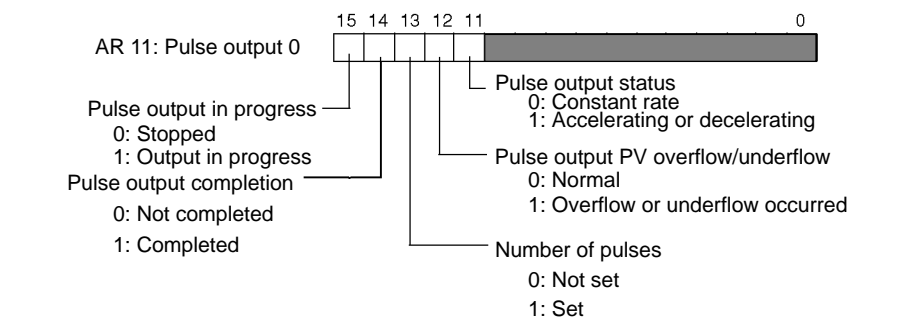 15 14 13 12 11 0
AR 11: Pulse output 0
Pulse output in progress
0: Stopped
1: Output in progress
Pulse output completion
0: Not completed
1: Completed
Pulse output status
0: Constant rate
1: Accelerating or decelerating
Pulse output PV overflow/underflow
0: Normal
1: Overflow or underflow occurred
Number of pulses
0: Not set
1: Set